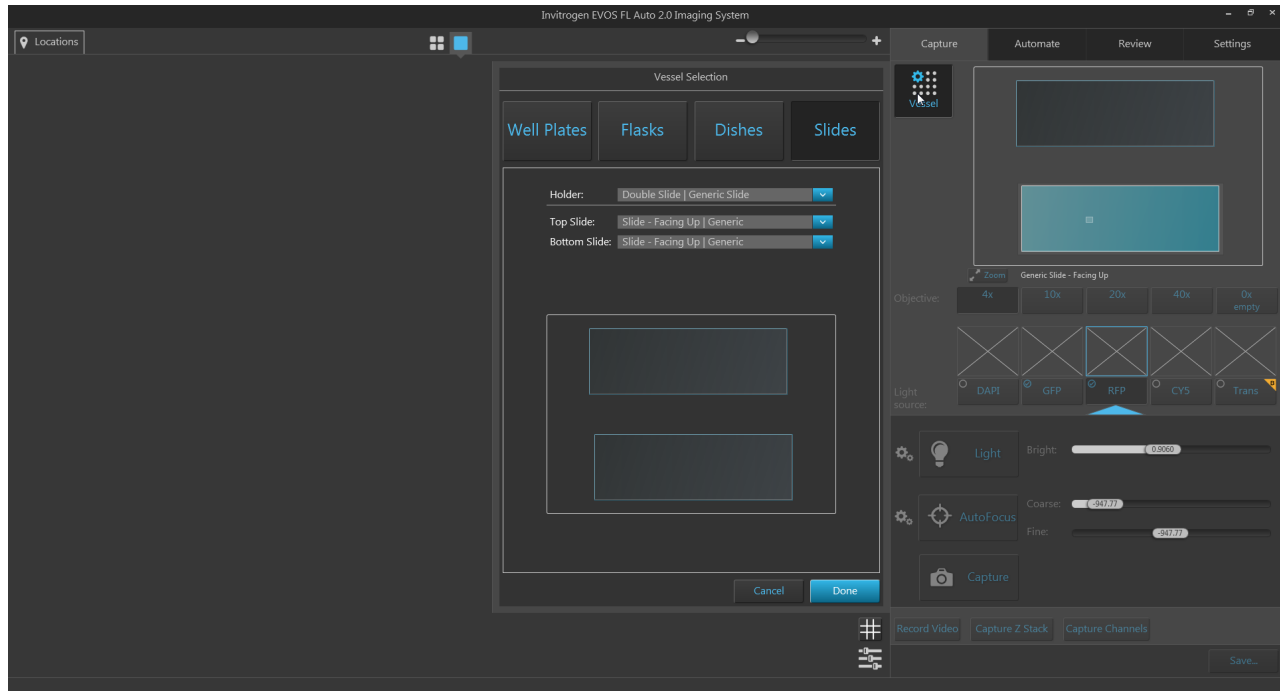 Invitrogen EVOS FL Auto 2.0 Imaging System
Locations
Capture Automate Review Settings
Vessel Selection
Well Plates Flasks Dishes Slides
Holder: Double Slide | Generic Slide
Top Slide: Slide - Facing Up | Generic
Bottom Slide: Slide - Facing Up | Generic
Cancel Done
Vessel
Zoom Generic Slide - Facing Up
Objective: 4x 10x 20x 40x 0x
empty
Light DAPI GFP RFP CY5 Trans
source:
Light Bright: 0.9060
AutoFocus Coarse: -947.77
Fine: -947.77
Capture
Record Video Capture Z Stack Capture Channels
Save...